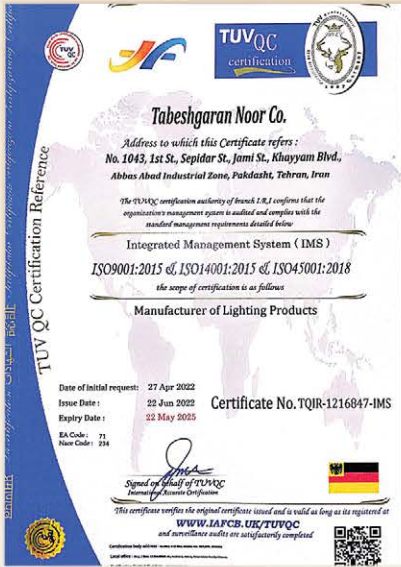 TUV
TUV
QC
certification
Tabeshgaran Noor Co.
Address to which this Certificate refers :
No. 1043, 1st St., Sepidar St., Jami St., Khayyam Blvd.,
Abbas Abad Industrial Zone, Pakdasht, Tehran, Iran
The TUVQC certification authority of branch I.R.I confirms that the
organization's management system is audited and complies with the
standard management requirements detailed below
Integrated Management System ( IMS )
ISO9001:2015 & ISO14001:2015 & ISO45001:2018
the scope of certification is as follows
Manufacturer of Lighting Products
TUV QC Certification Reference
Date of initial request: 27 Apr 2022
Issue Date : 22 Jun 2022
Expiry Date : 22 May 2025
Certificate No. TQIR-1216847-IMS
EA Code : 71
Nace Code : 234
Signed on behalf of TUVQC
International Accurate Certification
This certificate verifies the original certificate issued and is valid as long as its registered at
WWW.IAFCB.UK/TUVQC
and surveillance audits are satisfactorily completed